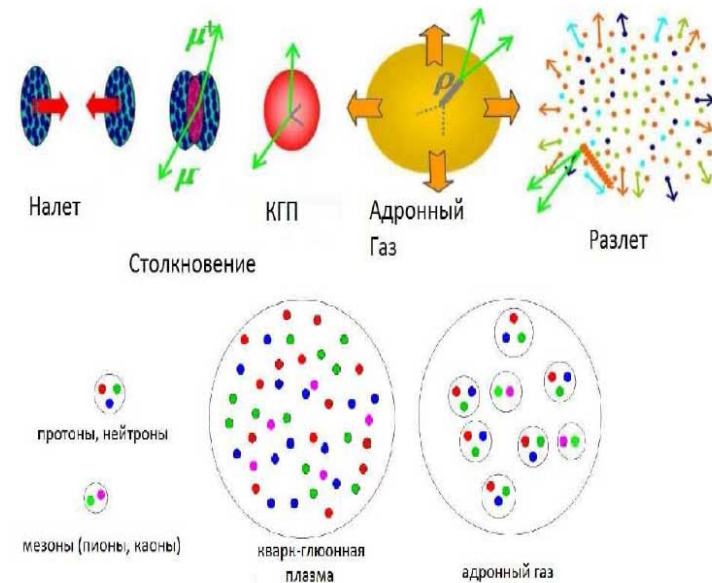 μ⁺
μ⁻
ρ
Налет
Столкновение
КГП
Адронный
Газ
Разлет
протоны, нейтроны
мезоны (пионы, каоны)
кварк-глюонная
плазма
адронный газ